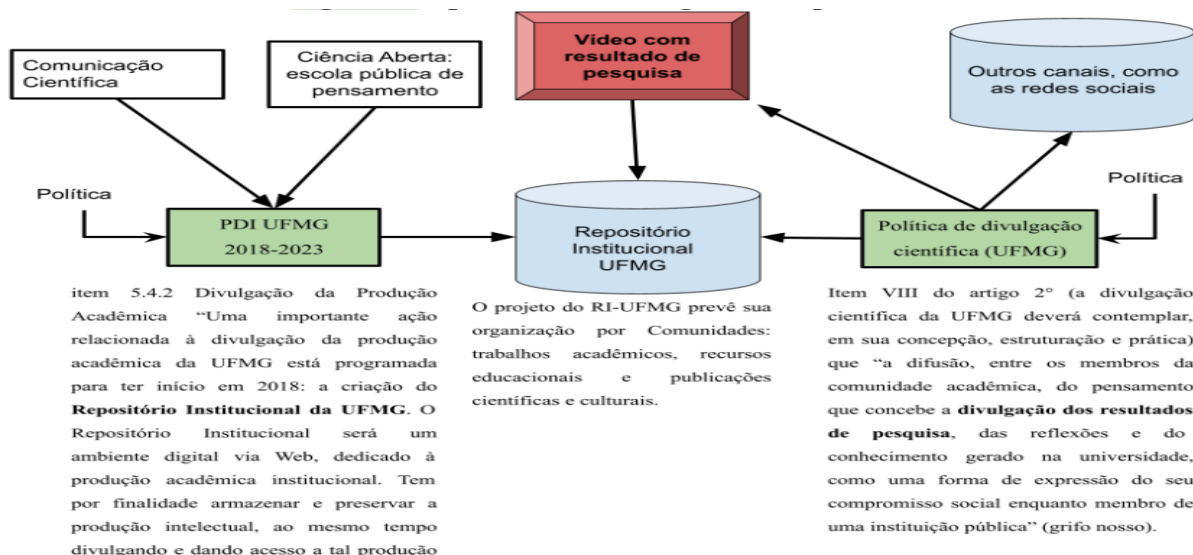 Comunicação
Científica
Ciência Aberta:
escola pública de
pensamento
Vídeo com
resultado de
pesquisa
Outros canais, como
as redes sociais
Política
PDI UFMG
2018-2023
Repositório
Institucional
UFMG
Política de divulgação
científica (UFMG)
Política
item 5.4.2 Divulgação da Produção
Acadêmica “Uma importante ação
relacionada à divulgação da produção
acadêmica da UFMG está programada
para ter início em 2018: a criação do
Repositório Institucional da UFMG. O
Repositório Institucional será um
ambiente digital via Web, dedicado à
produção acadêmica institucional. Tem
por finalidade armazenar e preservar a
produção intelectual, ao mesmo tempo
divulgando e dando acesso a tal produção
O projeto do RI-UFMG prevê sua
organização por Comunidades:
trabalhos acadêmicos, recursos
educacionais e publicações
científicas e culturais.
Item VIII do artigo 2° (a divulgação
científica da UFMG deverá contemplar,
em sua concepção, estruturação e prática)
que “a difusão, entre os membros da
comunidade acadêmica, do pensamento
que concebe a divulgação dos resultados
de pesquisa, das reflexões e do
conhecimento gerado na universidade,
como uma forma de expressão do seu
compromisso social enquanto membro de
uma instituição pública” (grifo nosso).